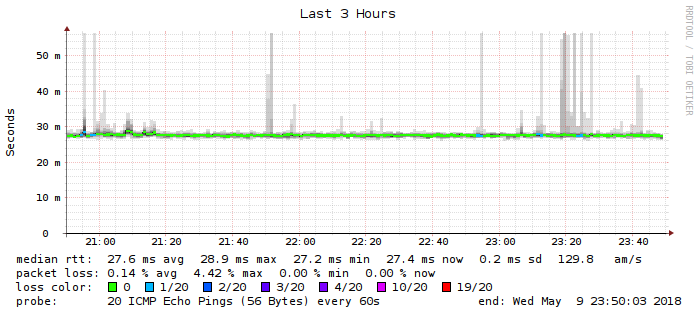 Last 3 Hours
RRDTOOL / TOBI OETIKER
Seconds
50 m
40 m
30 m
20 m
10 m
0
21:00 21:20 21:40 22:00 22:20 22:40 23:00 23:20 23:40
median rtt: 27.6 ms avg 28.9 ms max 27.2 ms min 27.4 ms now 0.2 ms sd 129.8 am/s
packet loss: 0.14 % avg 4.42 % max 0.00 % min 0.00 % now
loss color: 0 1/20 2/20 3/20 4/20 10/20 19/20
probe: 20 ICMP Echo Pings (56 Bytes) every 60s end: Wed May 9 23:50:03 2018